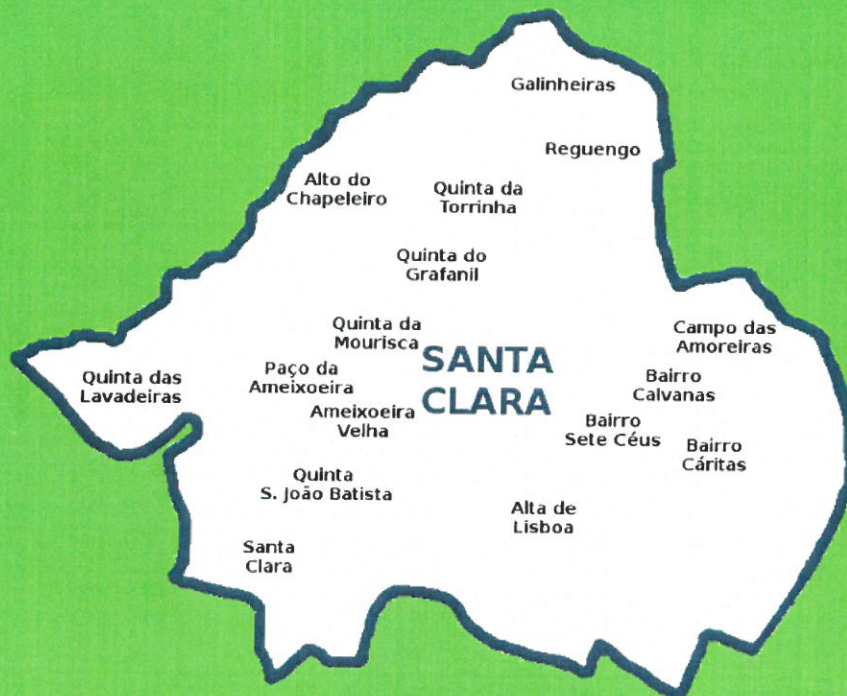 Galinheiras
Reguengo
Alto do
Chapeleiro
Quinta da
Torrinha
Quinta do
Grafanil
Quinta da
Mourisca
Campo das
Amoreiras
SANTA
CLARA
Paço da
Ameixoeira
Quinta das
Lavadeiras
Bairro
Calvanas
Ameixoeira
Velha
Bairro
Sete Céus
Bairro
Cáritas
Quinta
S. João Batista
Alta de
Lisboa
Santa
Clara